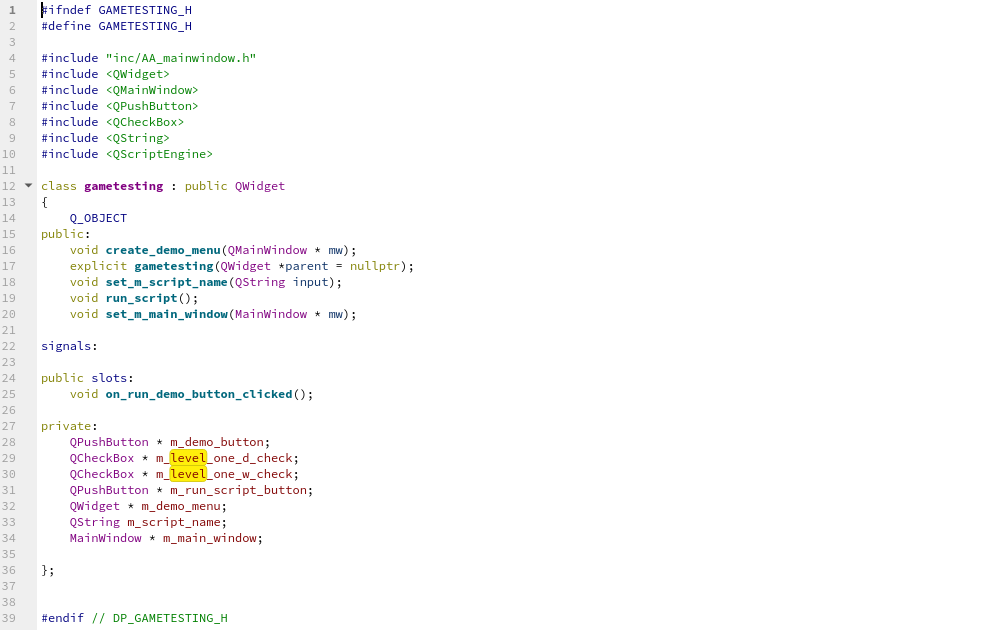 1 #ifndef GAMETESTING_H
2 #define GAMETESTING_H
3
4 #include "inc/AA_mainwindow.h"
5 #include <QWidget>
6 #include <QMainWindow>
7 #include <QPushButton>
8 #include <QCheckBox>
9 #include <QString>
10 #include <QScriptEngine>
11
12 class gametesting : public QWidget
13 {
14     Q_OBJECT
15 public:
16     void create_demo_menu(QMainWindow * mw);
17     explicit gametesting(QWidget *parent = nullptr);
18     void set_m_script_name(QString input);
19     void run_script();
20     void set_m_main_window(MainWindow * mw);
21
22 signals:
23
24 public slots:
25     void on_run_demo_button_clicked();
26
27 private:
28     QPushButton * m_demo_button;
29     QCheckBox * m_level_one_d_check;
30     QCheckBox * m_level_one_w_check;
31     QPushButton * m_run_script_button;
32     QWidget * m_demo_menu;
33     QString m_script_name;
34     MainWindow * m_main_window;
35
36 };
37
38
39 #endif // DP_GAMETESTING_H